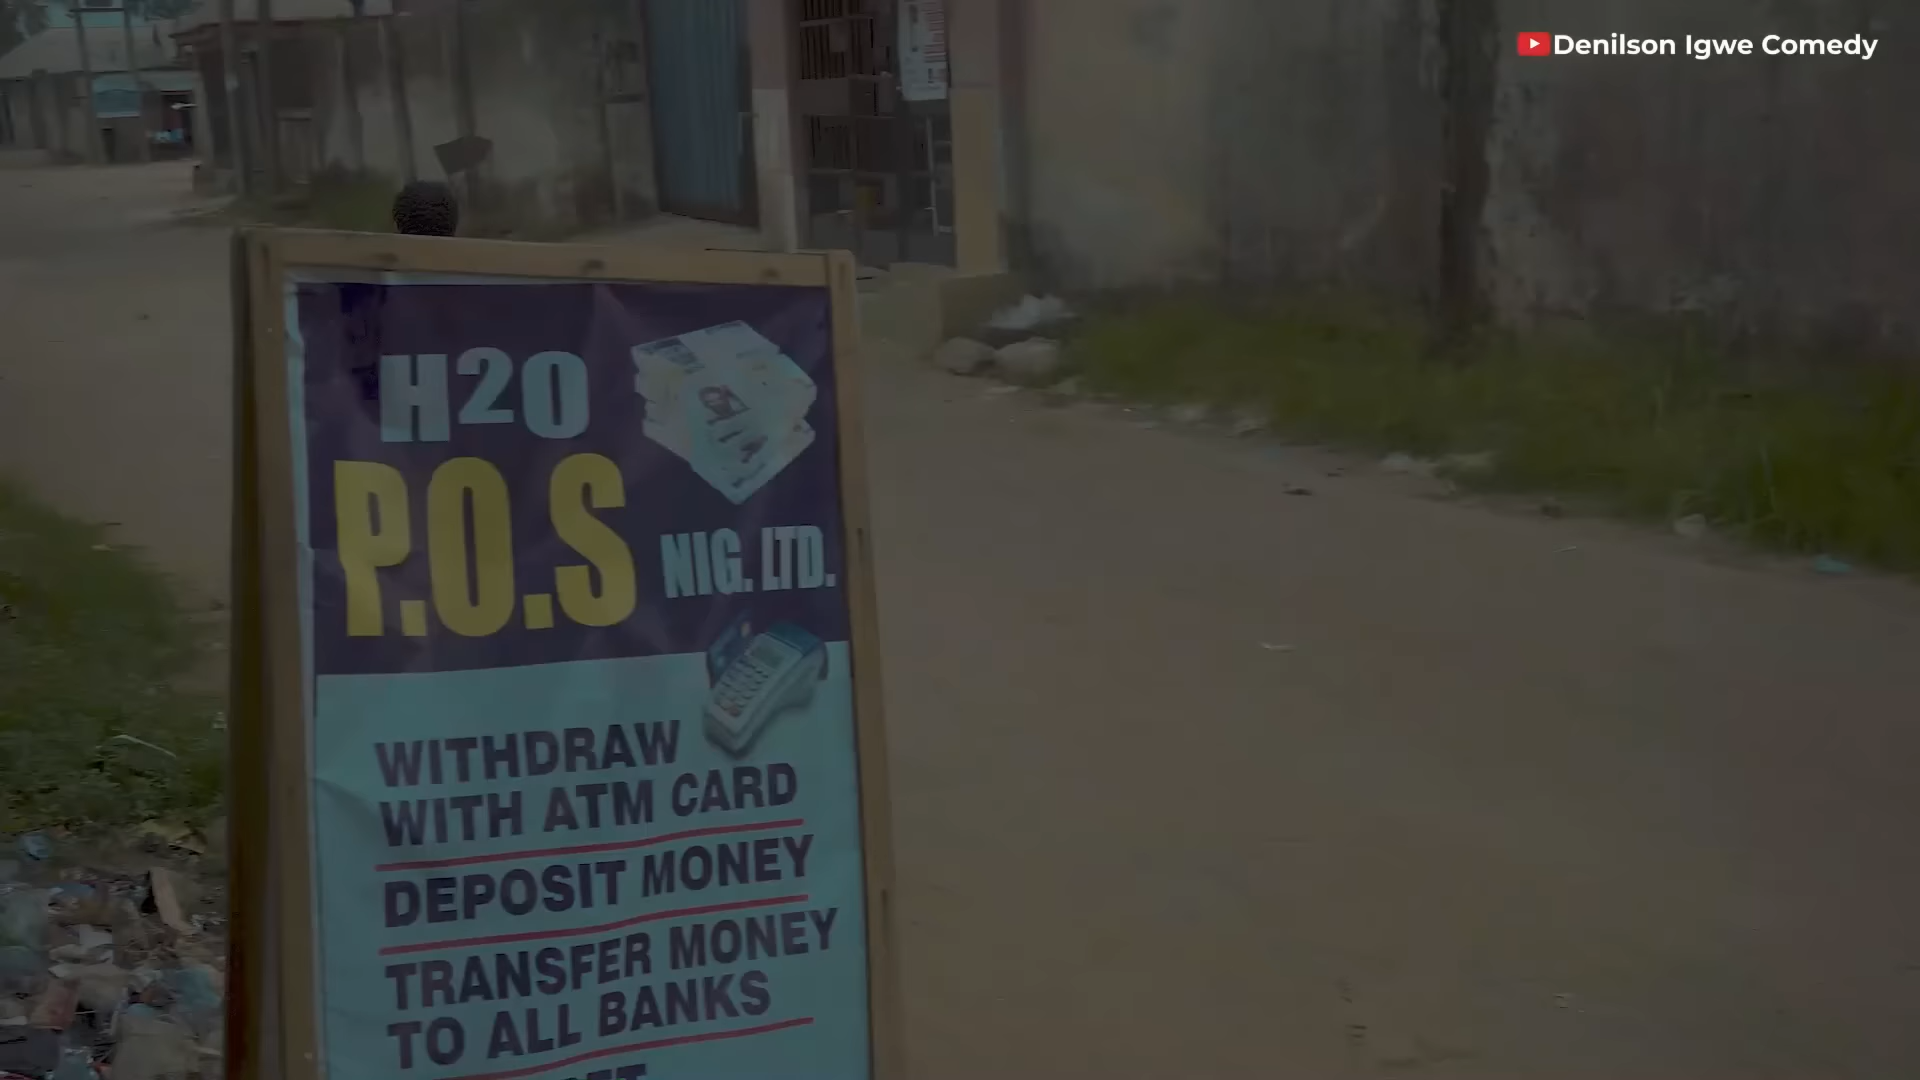 Denilson Igwe Comedy
H20
P.O.S
NIG. LTD.
WITHDRAW
WITH ATM CARD
DEPOSIT MONEY
TRANSFER MONEY
TO ALL BANKS